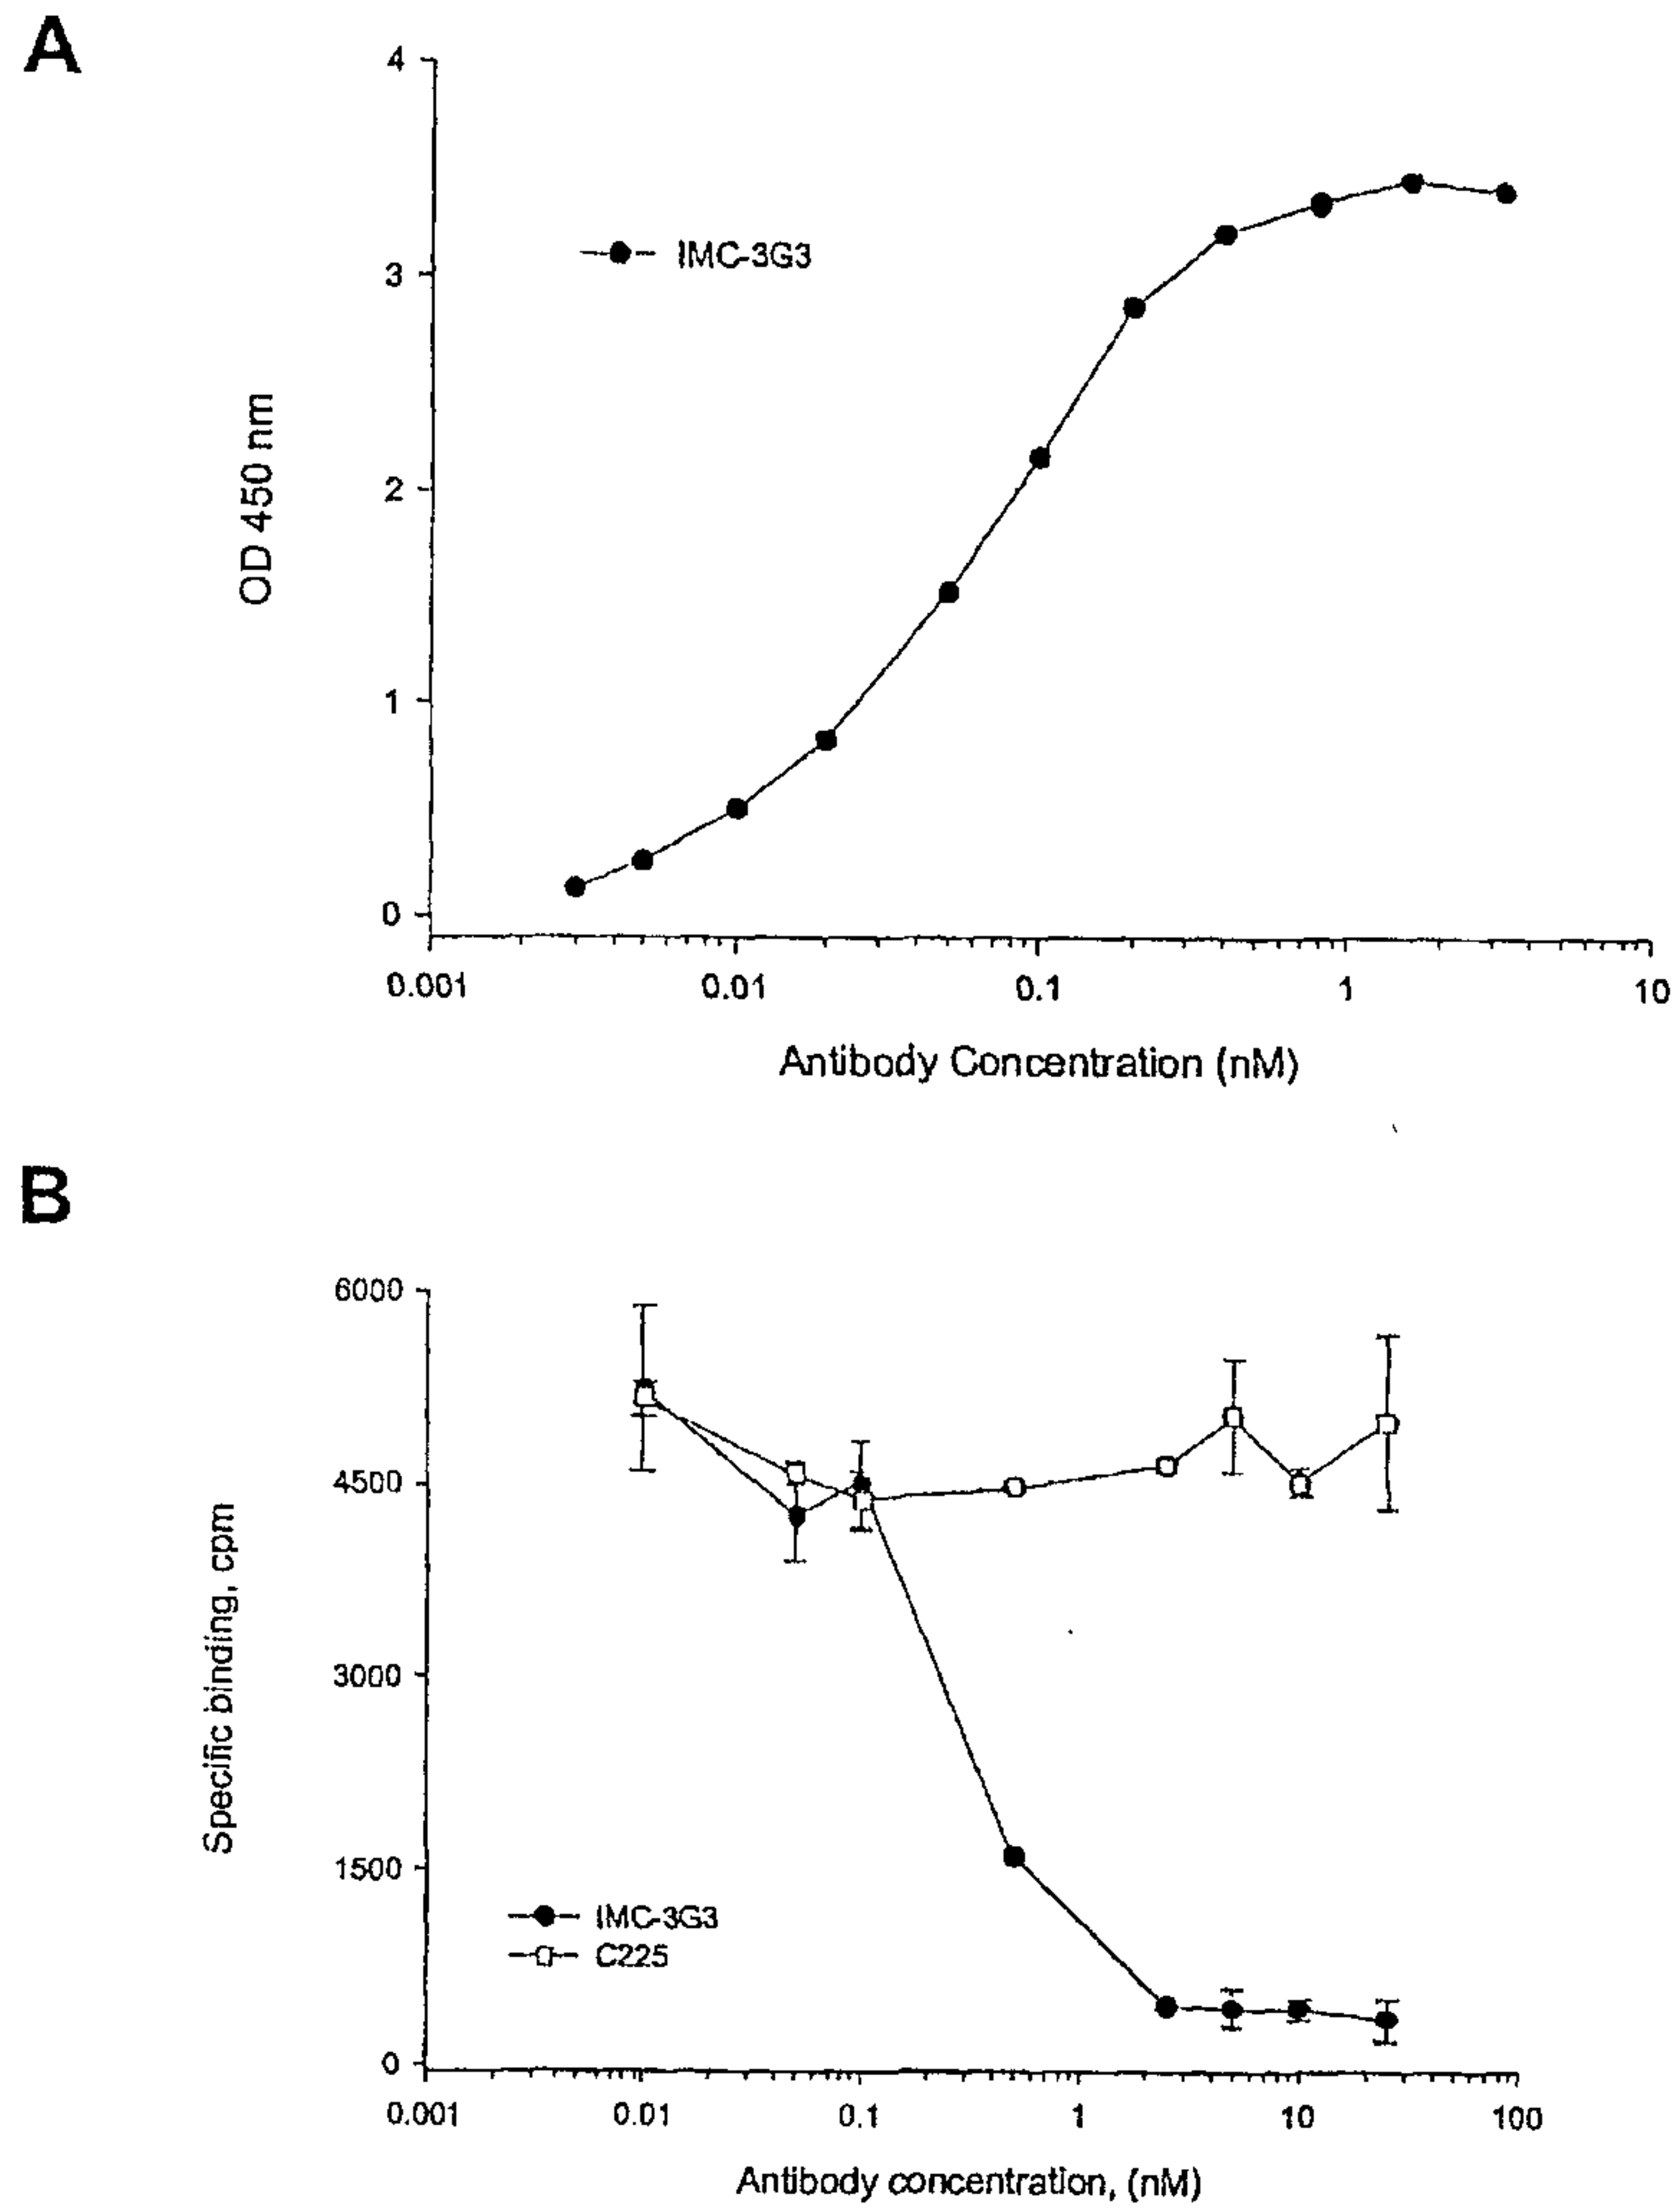 A
4
3
2
1
0
OD 450 nm
IMC-3G3
0.001
0.01
0.1
1
10
Antibody Concentration (nM)
B
6000
4500
3000
1500
0
Specific binding, cpm
IMC-3G3
C225
0.001
0.01
0.1
1
10
100
Antibody concentration, (nM)